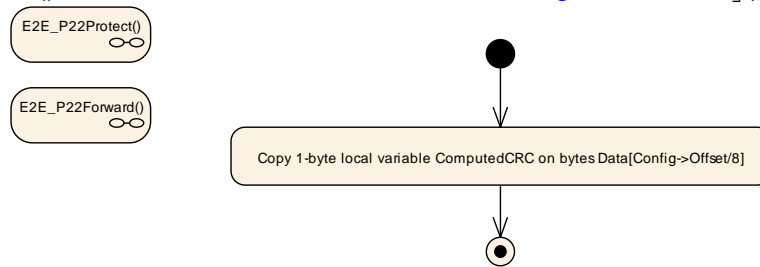 E2E_P22Protect()
E2E_P22Forward()
Copy 1-byte local variable ComputedCRC on bytes Data[Config->Offset/8]